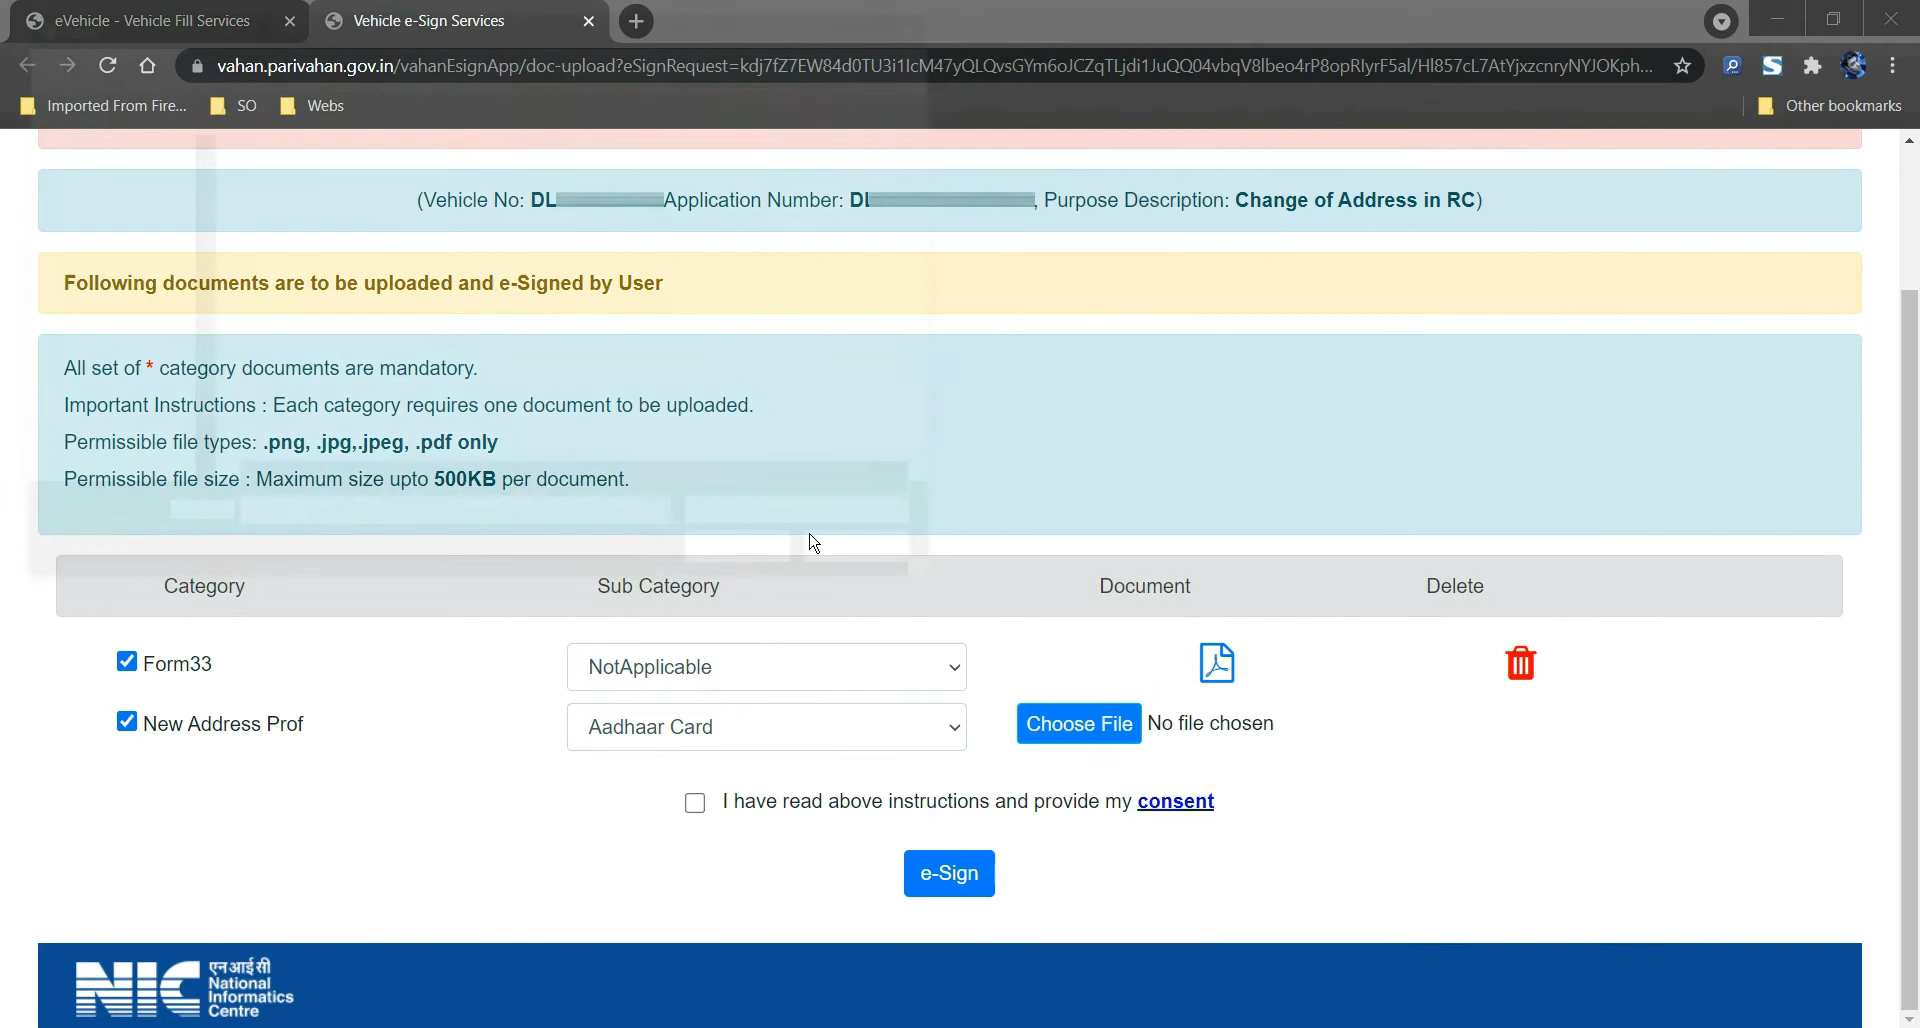 eVehicle - Vehicle Fill Services
Vehicle e-Sign Services
vahan.parivahan.gov.in/vahanEsignApp/doc-upload?eSignRequest=kdj7fZ7EW84d0TU3i1IcM47yQLQvsGYm6oJCZqTLjdi1JuQQ04vbqV8lbeo4rP8opRIyrF5al/HI857cL7AtYjxzcnryNYJOKph...
Imported From Fire...
SO
Webs
Other bookmarks
(Vehicle No: DL Application Number: DL , Purpose Description: Change of Address in RC)
Following documents are to be uploaded and e-Signed by User
All set of * category documents are mandatory.
Important Instructions : Each category requires one document to be uploaded.
Permissible file types: .png, .jpg,.jpeg, .pdf only
Permissible file size : Maximum size upto 500KB per document.
Category Sub Category Document Delete
Form33 NotApplicable
New Address Prof Aadhaar Card Choose File No file chosen
I have read above instructions and provide my consent
e-Sign
NIC
एन आई सी
National
Informatics
Centre